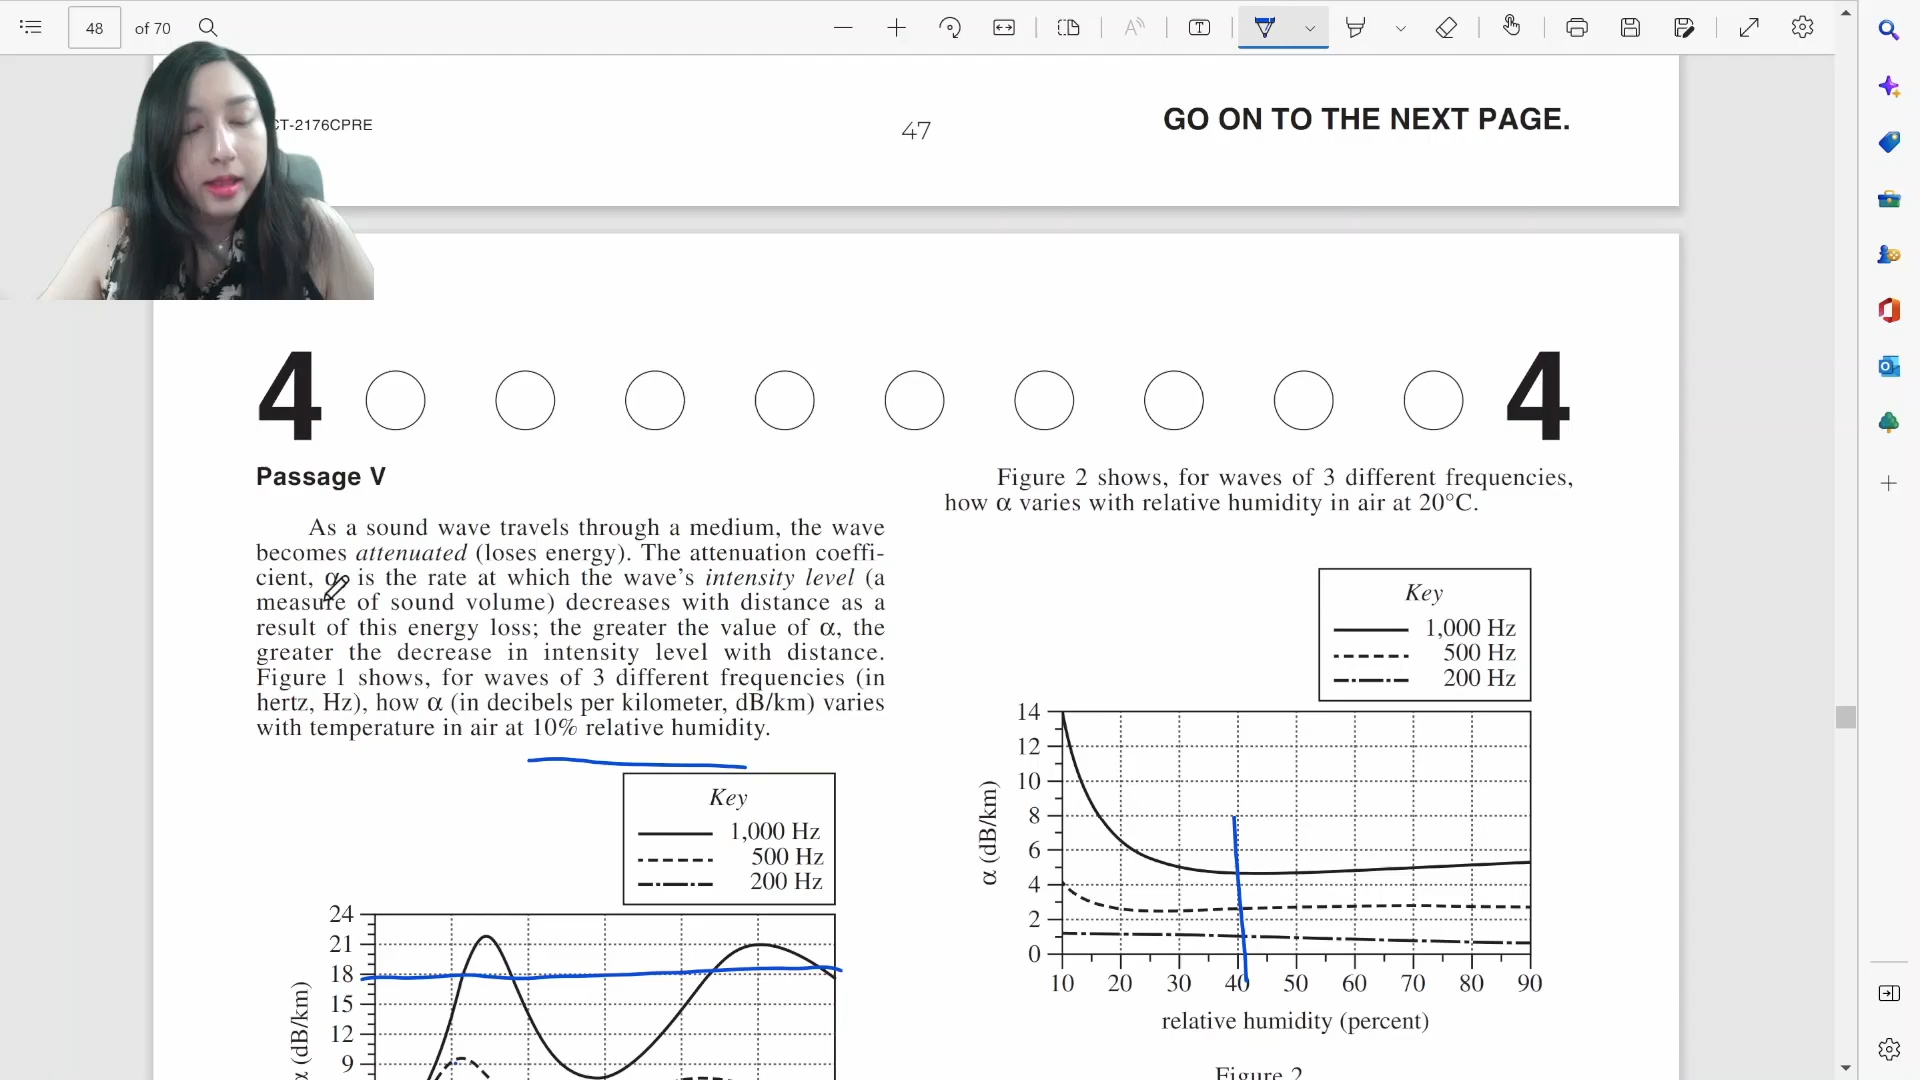 48 of 70
CT-2176CPRE
47
GO ON TO THE NEXT PAGE.
4
4
Passage V
As a sound wave travels through a medium, the wave
becomes attenuated (loses energy). The attenuation coeffi-
cient, α, is the rate at which the wave's intensity level (a
measure of sound volume) decreases with distance as a
result of this energy loss; the greater the value of α, the
greater the decrease in intensity level with distance.
Figure 1 shows, for waves of 3 different frequencies (in
hertz, Hz), how α (in decibels per kilometer, dB/km) varies
with temperature in air at 10% relative humidity.
Key
1,000 Hz
500 Hz
200 Hz
24
21
18
15
12
9
α (dB/km)
Figure 2 shows, for waves of 3 different frequencies,
how α varies with relative humidity in air at 20°C.
Key
1,000 Hz
500 Hz
200 Hz
14
12
10
8
6
4
2
0
α (dB/km)
10 20 30 40 50 60 70 80 90
relative humidity (percent)
Figure 2